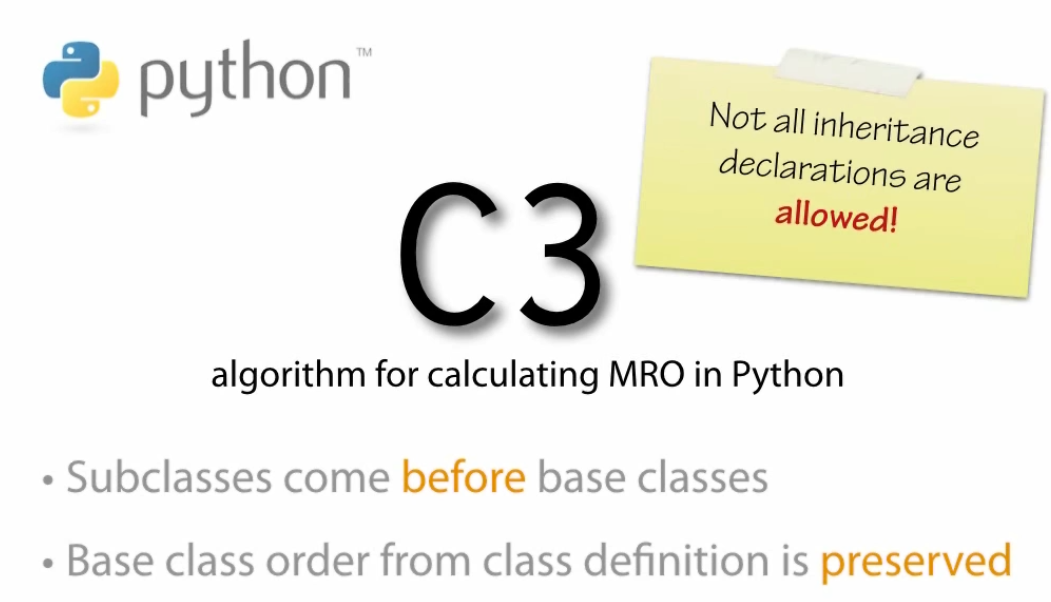 python™
Not all inheritance
declarations are
allowed!
C3
algorithm for calculating MRO in Python
• Subclasses come before base classes
• Base class order from class definition is preserved